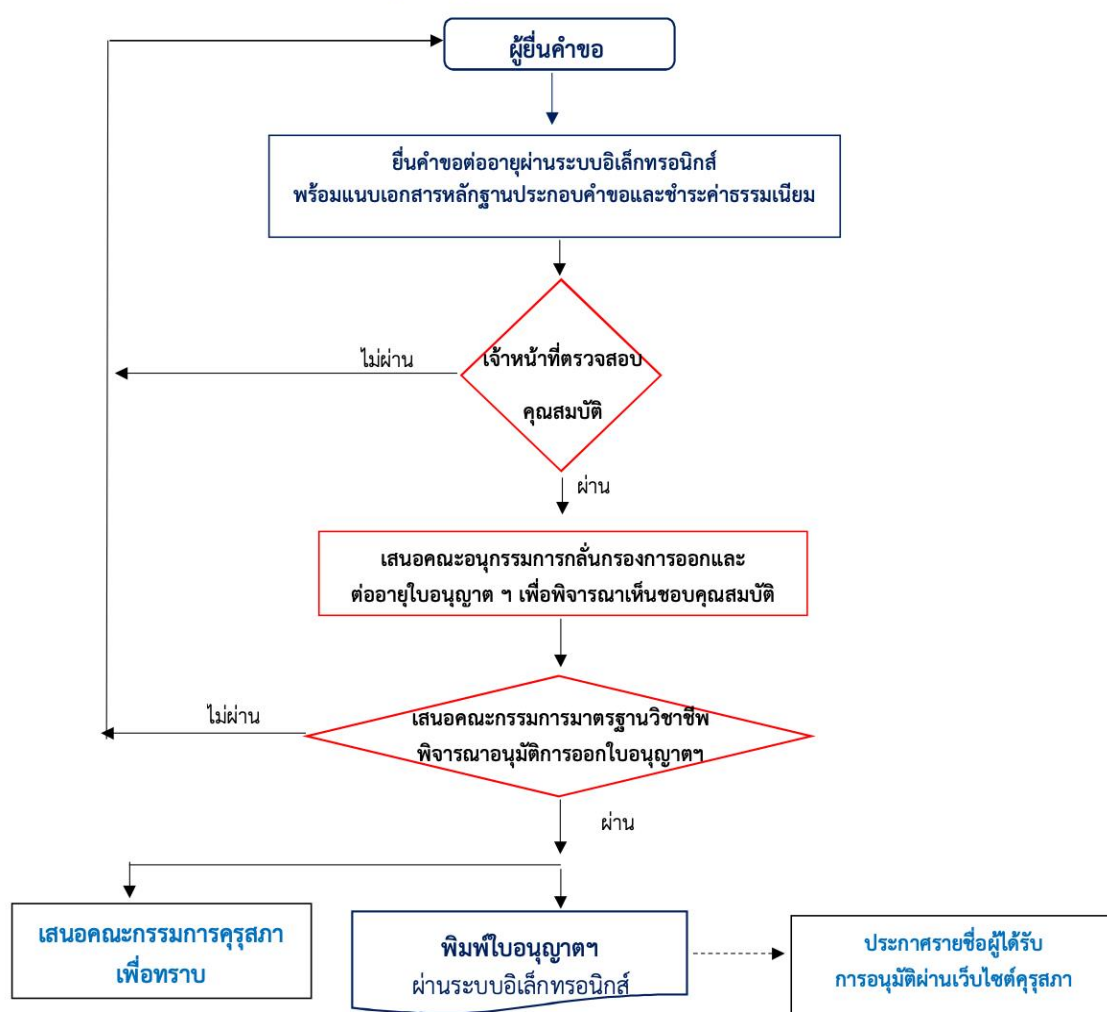 ผู้ยื่นคำขอ
ยื่นคำขอต่ออายุผ่านระบบอิเล็กทรอนิกส์
พร้อมแนบเอกสารหลักฐานประกอบคำขอและชำระค่าธรรมเนียม
ไม่ผ่าน
เจ้าหน้าที่ตรวจสอบ
คุณสมบัติ
ผ่าน
เสนอคณะอนุกรรมการกลั่นกรองการออกและ
ต่ออายุใบอนุญาต ฯ เพื่อพิจารณาเห็นชอบคุณสมบัติ
ไม่ผ่าน
เสนอคณะกรรมการมาตรฐานวิชาชีพ
พิจารณาอนุมัติการออกใบอนุญาตฯ
ผ่าน
เสนอคณะกรรมการคุรุสภา
เพื่อทราบ
พิมพ์ใบอนุญาตฯ
ผ่านระบบอิเล็กทรอนิกส์
ประกาศรายชื่อผู้ได้รับ
การอนุมัติผ่านเว็บไซต์คุรุสภา